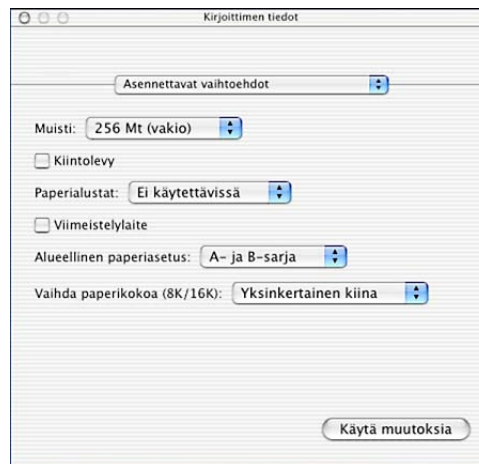 Kirjoittimen tiedot
Asennettavat vaihtoehdot
Muisti: 256 Mt (vakio)
Kiintolevy
Paperialustat: Ei käytettävissä
Viimeistelylaite
Alueellinen paperiasetus: A- ja B-sarja
Vaihda paperikokoa (8K/16K): Yksinkertainen kiina
Käytä muutoksia